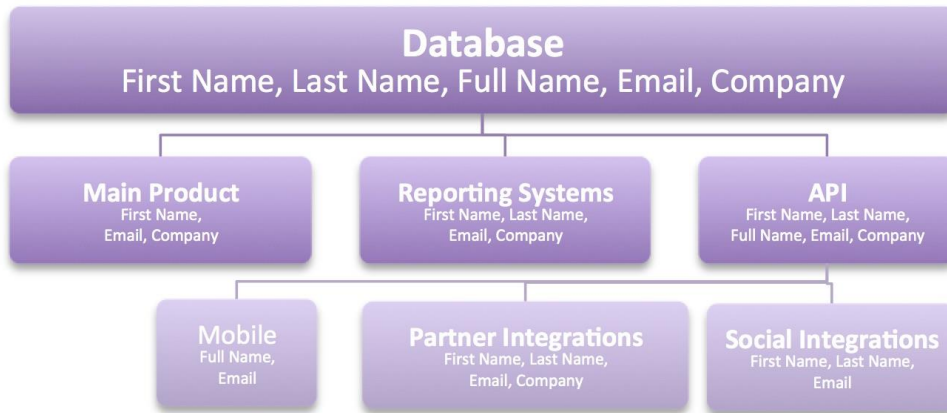 Database
First Name, Last Name, Full Name, Email, Company
Main Product
First Name,
Email, Company
Reporting Systems
First Name, Last Name,
Email, Company
API
First Name, Last Name,
Full Name, Email, Company
Mobile
Full Name,
Email
Partner Integrations
First Name, Last Name,
Email, Company
Social Integrations
First Name, Last Name,
Email